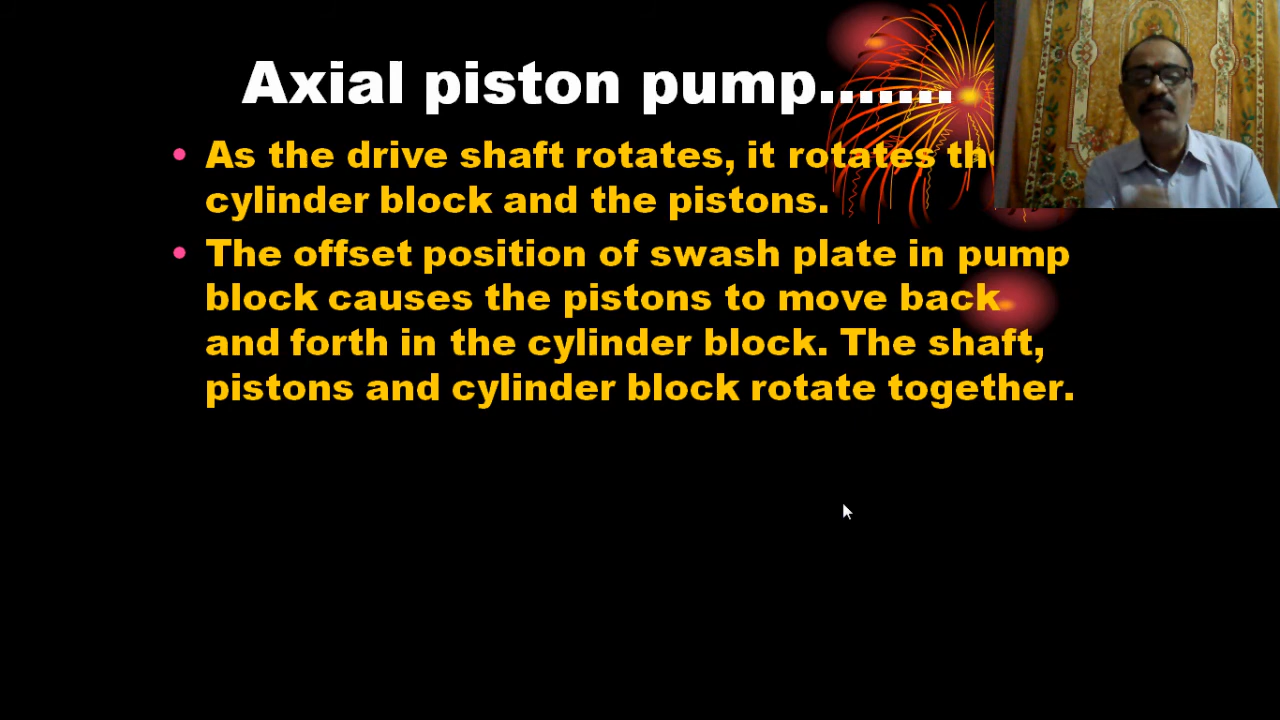 Axial piston pump.......
• As the drive shaft rotates, it rotates the
cylinder block and the pistons.
• The offset position of swash plate in pump
block causes the pistons to move back
and forth in the cylinder block. The shaft,
pistons and cylinder block rotate together.